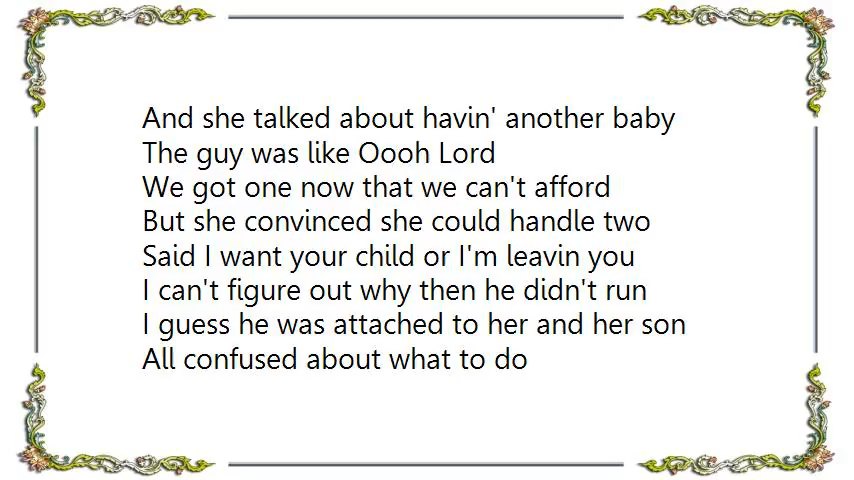 And she talked about havin' another baby
The guy was like Oooh Lord
We got one now that we can't afford
But she convinced she could handle two
Said I want your child or I'm leavin you
I can't figure out why then he didn't run
I guess he was attached to her and her son
All confused about what to do